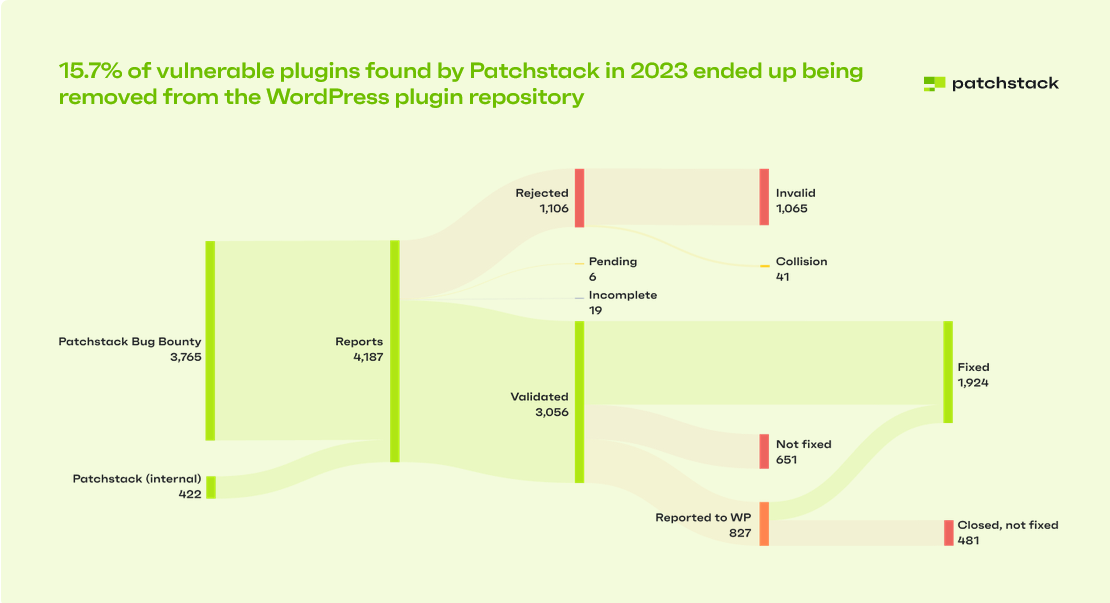 15.7% of vulnerable plugins found by Patchstack in 2023 ended up being
removed from the WordPress plugin repository
patchstack
Rejected
1,106
Invalid
1,065
Pending
6
Collision
41
Incomplete
19
Patchstack Bug Bounty
3,765
Reports
4,187
Validated
3,056
Fixed
1,924
Not fixed
651
Patchstack (internal)
422
Reported to WP
827
Closed, not fixed
481